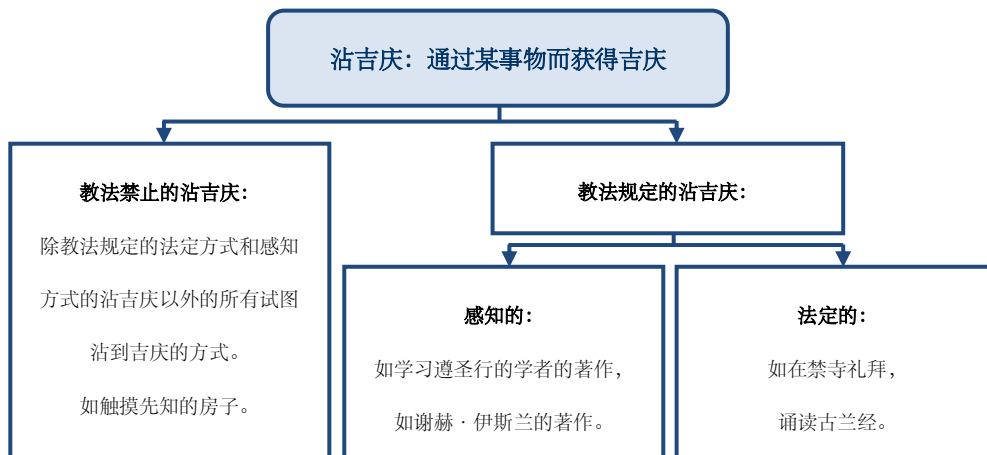 沾吉庆：通过某事物而获得吉庆
教法禁止的沾吉庆：
除教法规定的法定方式和感知
方式的沾吉庆以外的所有试图
沾到吉庆的方式。
如触摸先知的房子。
教法规定的沾吉庆：
感知的：
如学习遵圣行的学者的著作，
如谢赫·伊斯兰的著作。
法定的：
如在禁寺礼拜，
诵读古兰经。